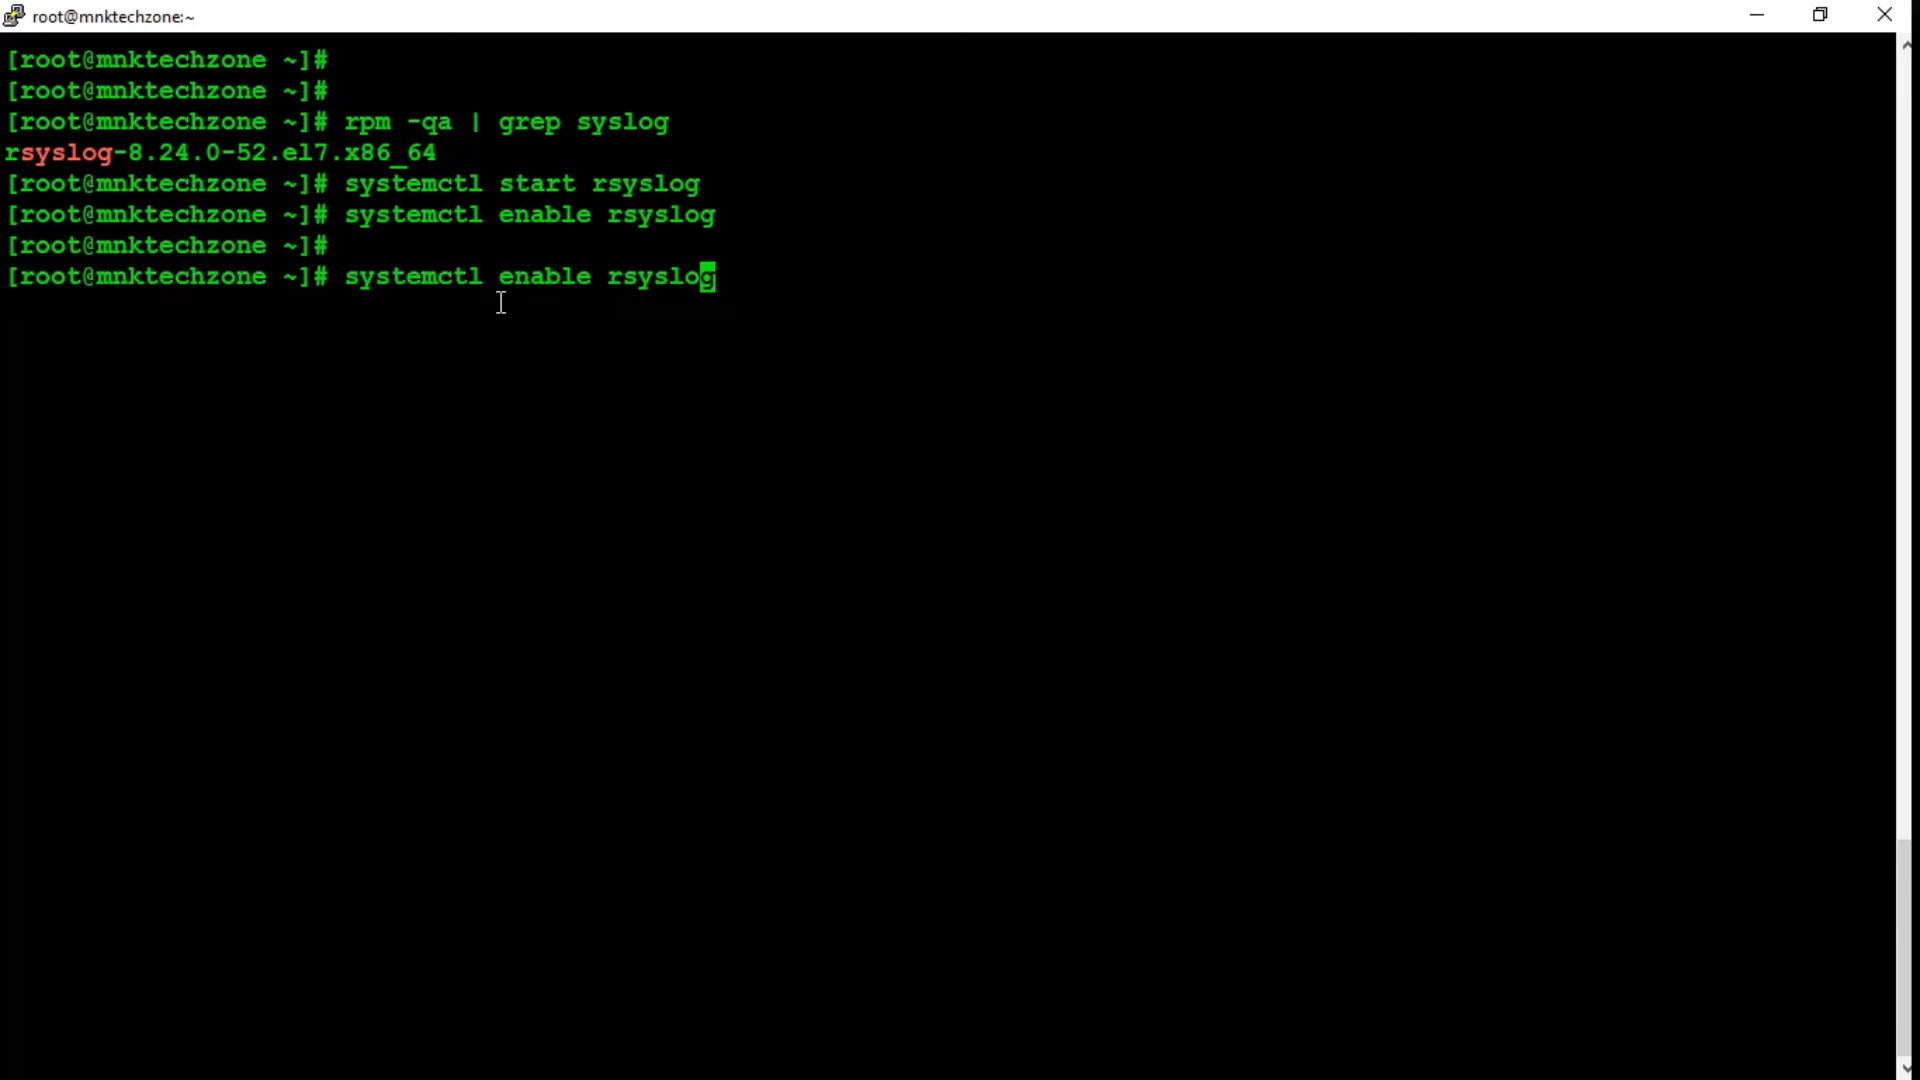 root@mnktechzone:~
[root@mnktechzone ~]#
[root@mnktechzone ~]#
[root@mnktechzone ~]# rpm -qa | grep syslog
rsyslog-8.24.0-52.el7.x86_64
[root@mnktechzone ~]# systemctl start rsyslog
[root@mnktechzone ~]# systemctl enable rsyslog
[root@mnktechzone ~]#
[root@mnktechzone ~]# systemctl enable rsyslog